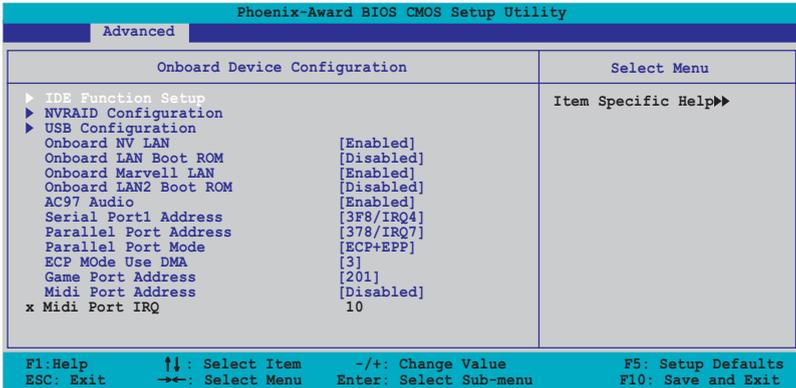 Phoenix-Award BIOS CMOS Setup Utility
Advanced
Onboard Device Configuration
Select Menu
IDE Function Setup
Item Specific Help
NVRAID Configuration
USB Configuration
Onboard NV LAN [Enabled]
Onboard LAN Boot ROM [Disabled]
Onboard Marvell LAN [Enabled]
Onboard LAN2 Boot ROM [Disabled]
AC97 Audio [Enabled]
Serial Port1 Address [3F8/IRQ4]
Parallel Port Address [378/IRQ7]
Parallel Port Mode [ECP+EPP]
ECP MOde Use DMA [3]
Game Port Address [201]
Midi Port Address [Disabled]
x Midi Port IRQ 10
F1:Help ↑↓: Select Item -/+: Change Value F5: Setup Defaults
ESC: Exit →←: Select Menu Enter: Select Sub-menu F10: Save and Exit